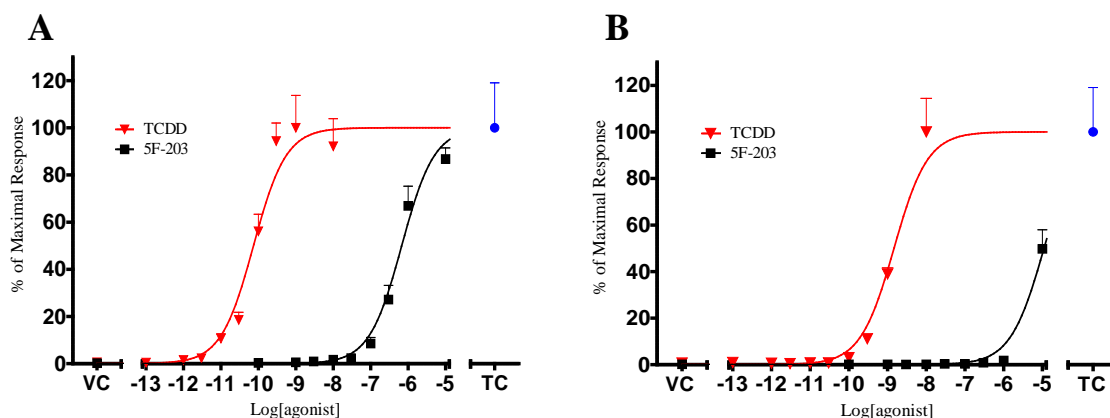 A
% of Maximal Response
120
100
80
60
40
20
0
TCDD
5F-203
VC -13 -12 -11 -10 -9 -8 -7 -6 -5 TC
Log[agonist]
B
% of Maximal Response
120
100
80
60
40
20
0
TCDD
5F-203
VC -13 -12 -11 -10 -9 -8 -7 -6 -5 TC
Log[agonist]